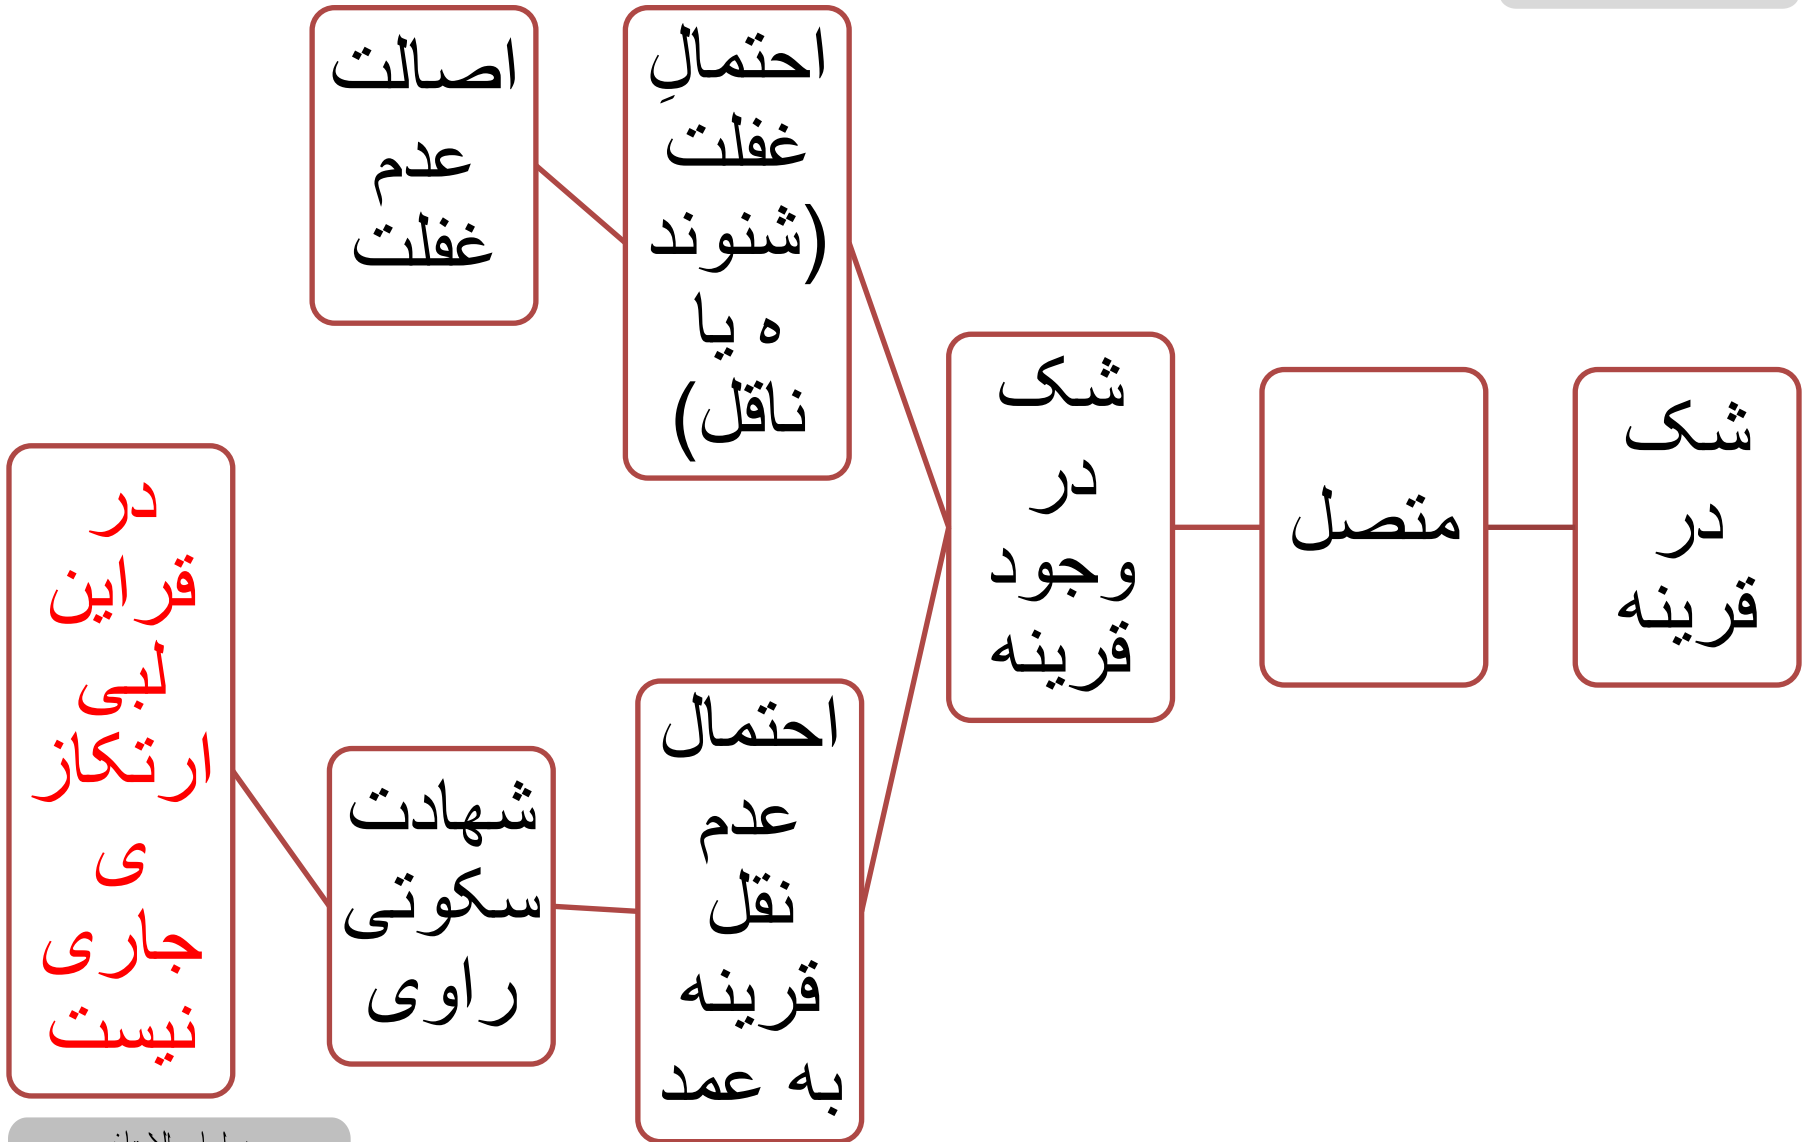 شک
در
قرینه
متصل
شک
در
وجود
قرینه
احتمالِ
غفلت
(شنوند
ه یا
ناقل)
اصالت
عدم
غفلت
احتمال
عدم
نقل
قرینه
به عمد
شهادت
سکوتی
راوی
در
قراین
لبی
ارتکاز
ی
جاری
نیست